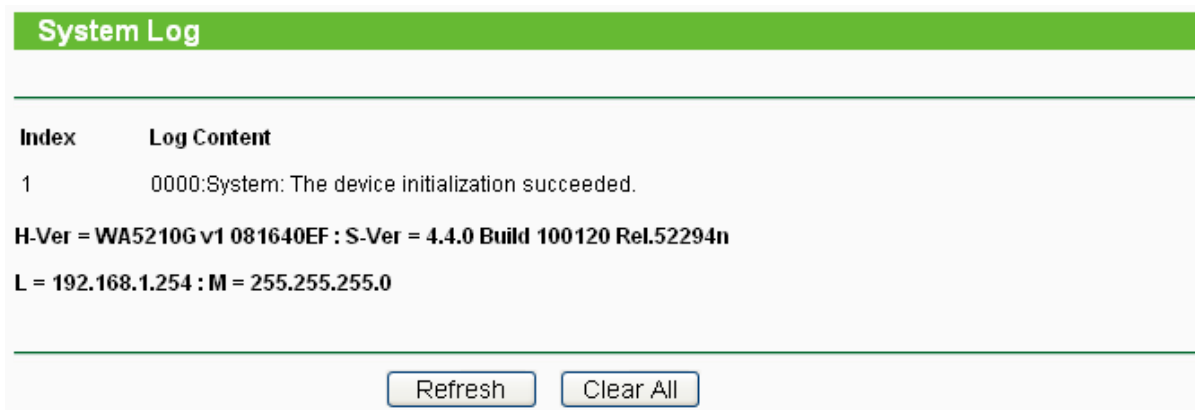 System Log
Index Log Content
1 0000:System: The device initialization succeeded.
H-Ver = WA5210G v1 081640EF : S-Ver = 4.4.0 Build 100120 Rel.52294n
L = 192.168.1.254 : M = 255.255.255.0
Refresh Clear All